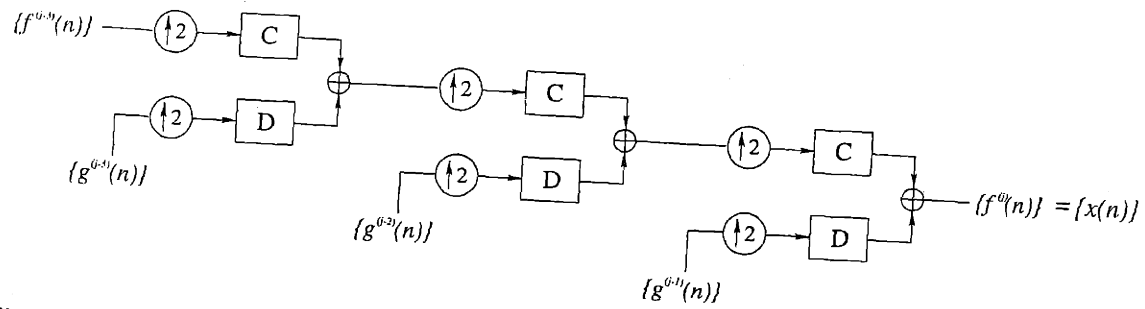 {f^(j-3)(n)}
↑2
C
↑2
D
{g^(j-3)(n)}
↑2
C
↑2
D
{g^(j-2)(n)}
↑2
C
↑2
D
{g^(j-1)(n)}
{f^(j)(n)} = {x(n)}